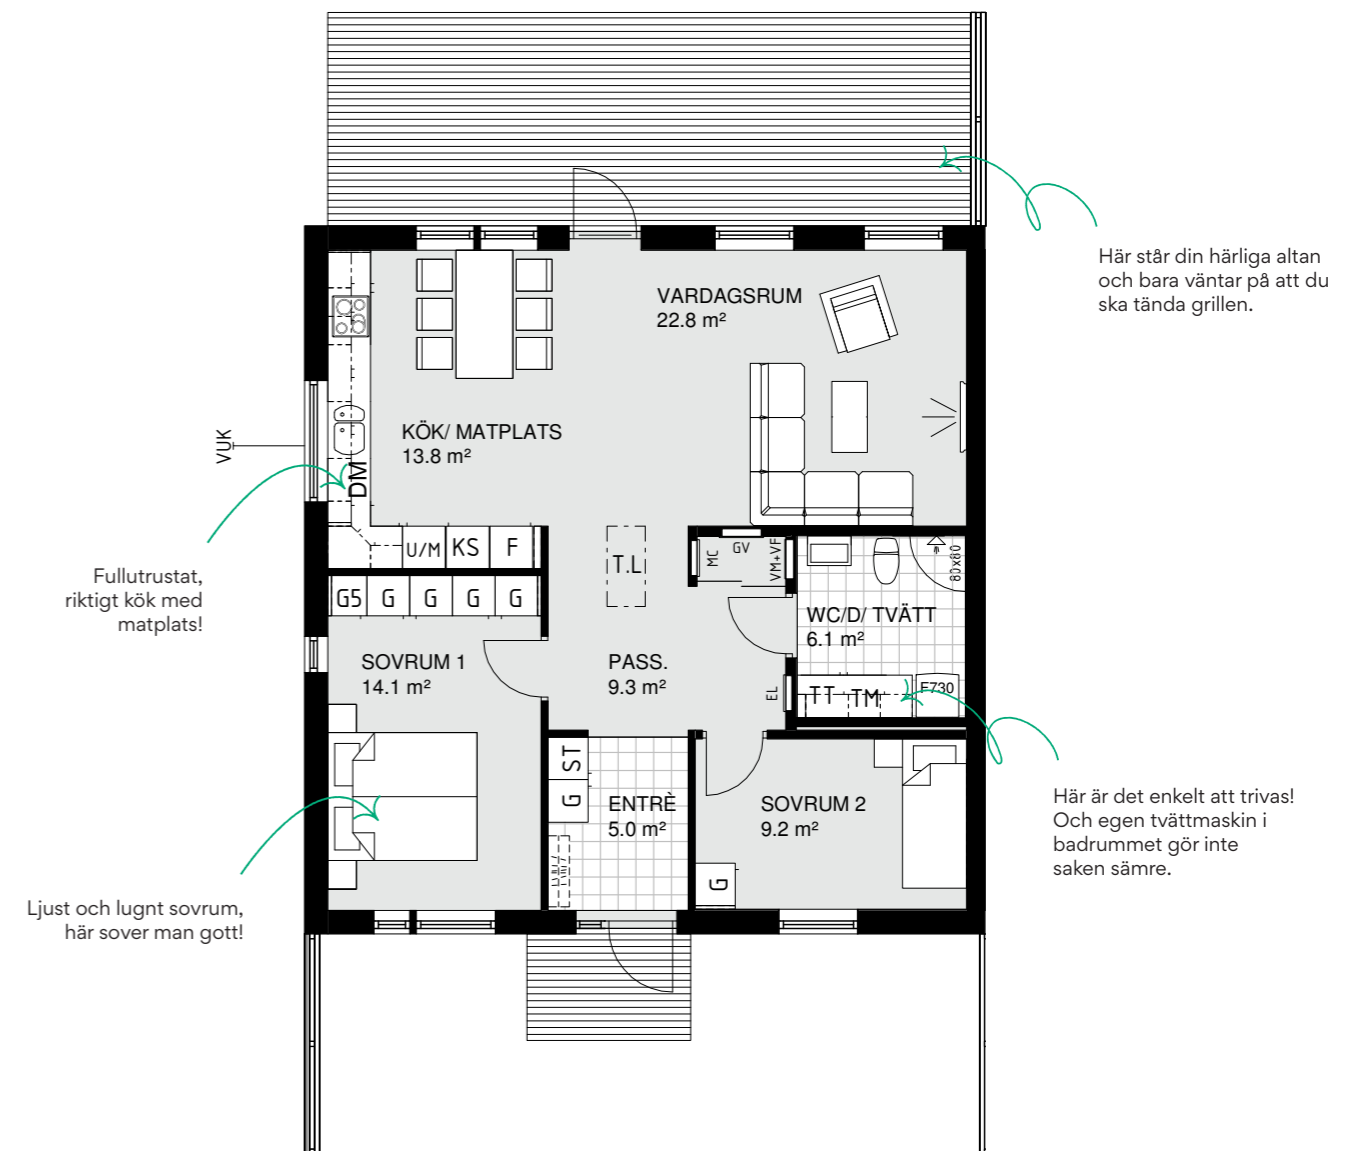 Här står din härliga altan
och bara väntar på att du
ska tända grillen.
VARDAGSRUM
22.8 m²
KÖK/ MATPLATS
13.8 m²
VUK
DM
U/M
KS
F
T.L
MC
GV
VM+VF
80x80
Fullutrustat,
riktigt kök med
matplats!
G5
G
G
G
G
WC/D/ TVÄTT
6.1 m²
SOVRUM 1
14.1 m²
PASS.
9.3 m²
EL
TT
TM
F730
ST
G
ENTRÈ
5.0 m²
SOVRUM 2
9.2 m²
G
Här är det enkelt att trivas!
Och egen tvättmaskin i
badrummet gör inte
saken sämre.
Ljust och lugnt sovrum,
här sover man gott!